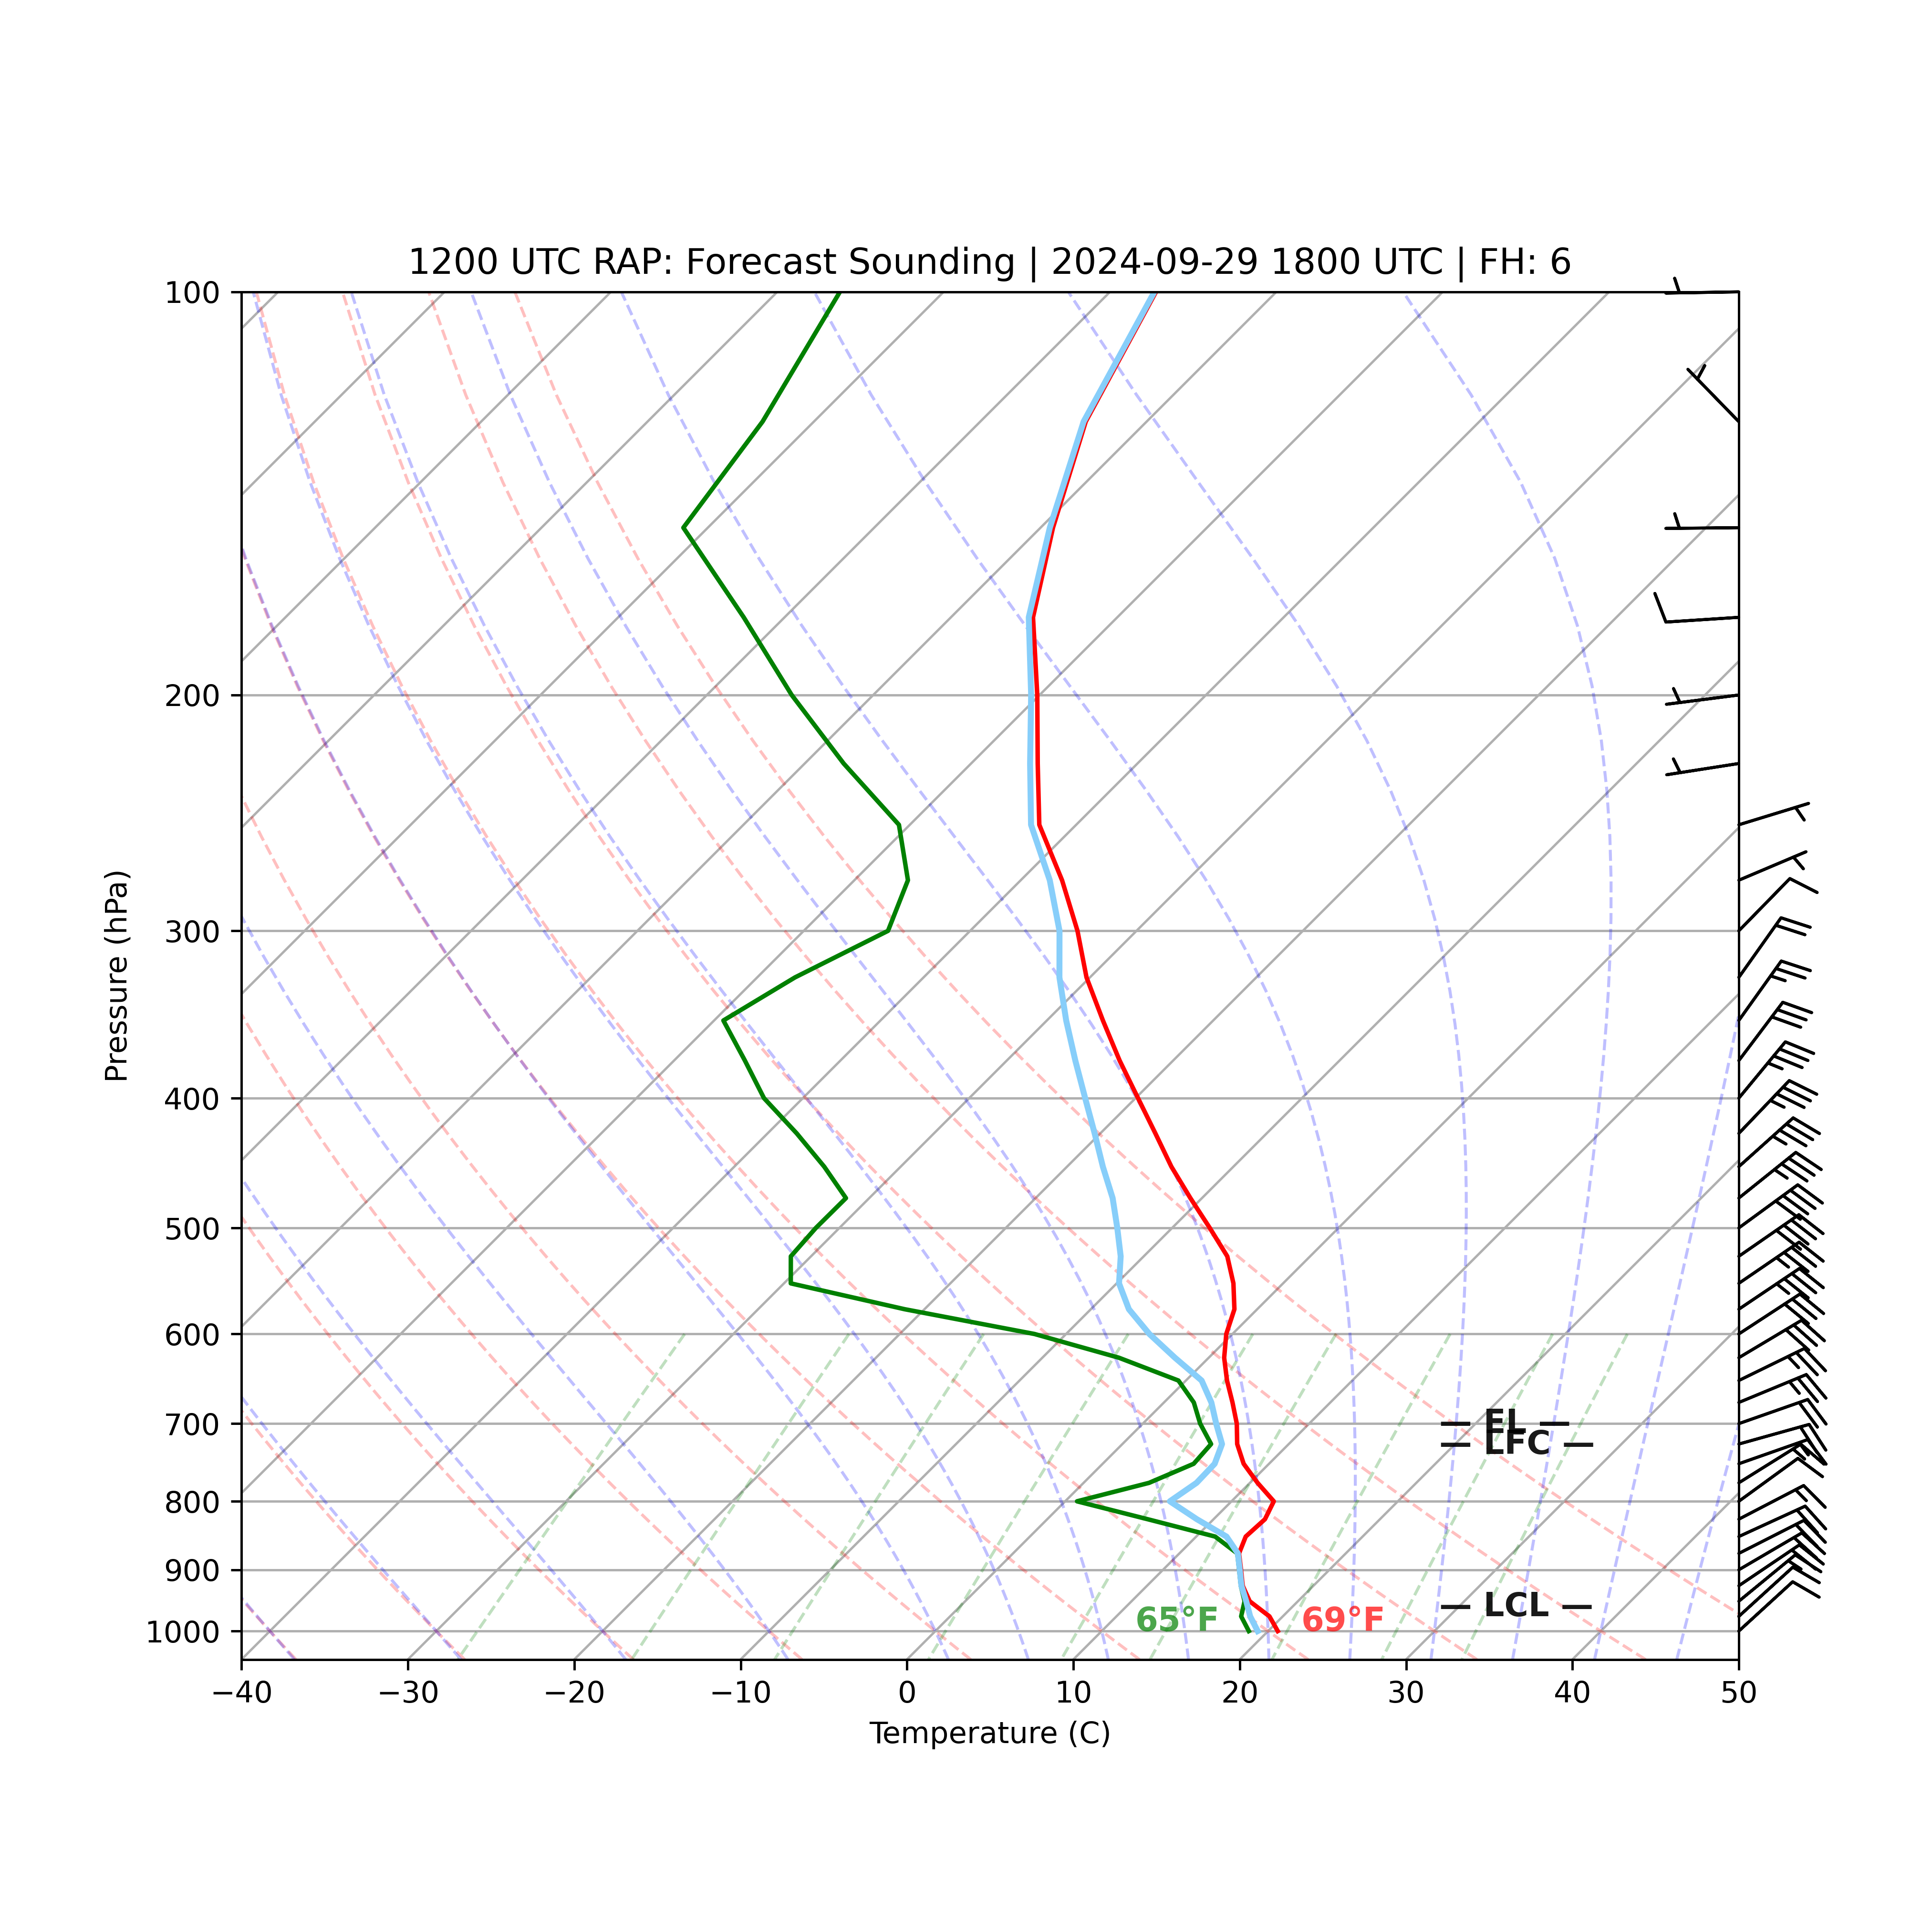 1200 UTC RAP: Forecast Sounding | 2024-09-29 1800 UTC | FH: 6
100
200
300
400
500
600
700
800
900
1000
Pressure (hPa)
— EL —
— LFC —
— LCL —
65°F
69°F
−40 −30 −20 −10 0 10 20 30 40 50
Temperature (C)